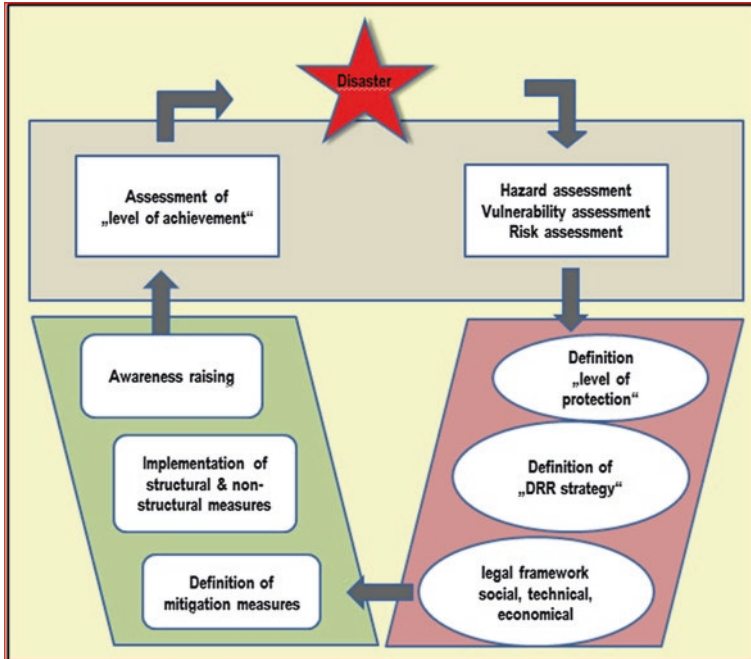 Disaster
Assessment of
„level of achievement“
Hazard assessment
Vulnerability assessment
Risk assessment
Awareness raising
Implementation of
structural & non-
structural measures
Definition of
mitigation measures
Definition
„level of
protection“
Definition of
„DRR strategy“
legal framework
social, technical,
economical